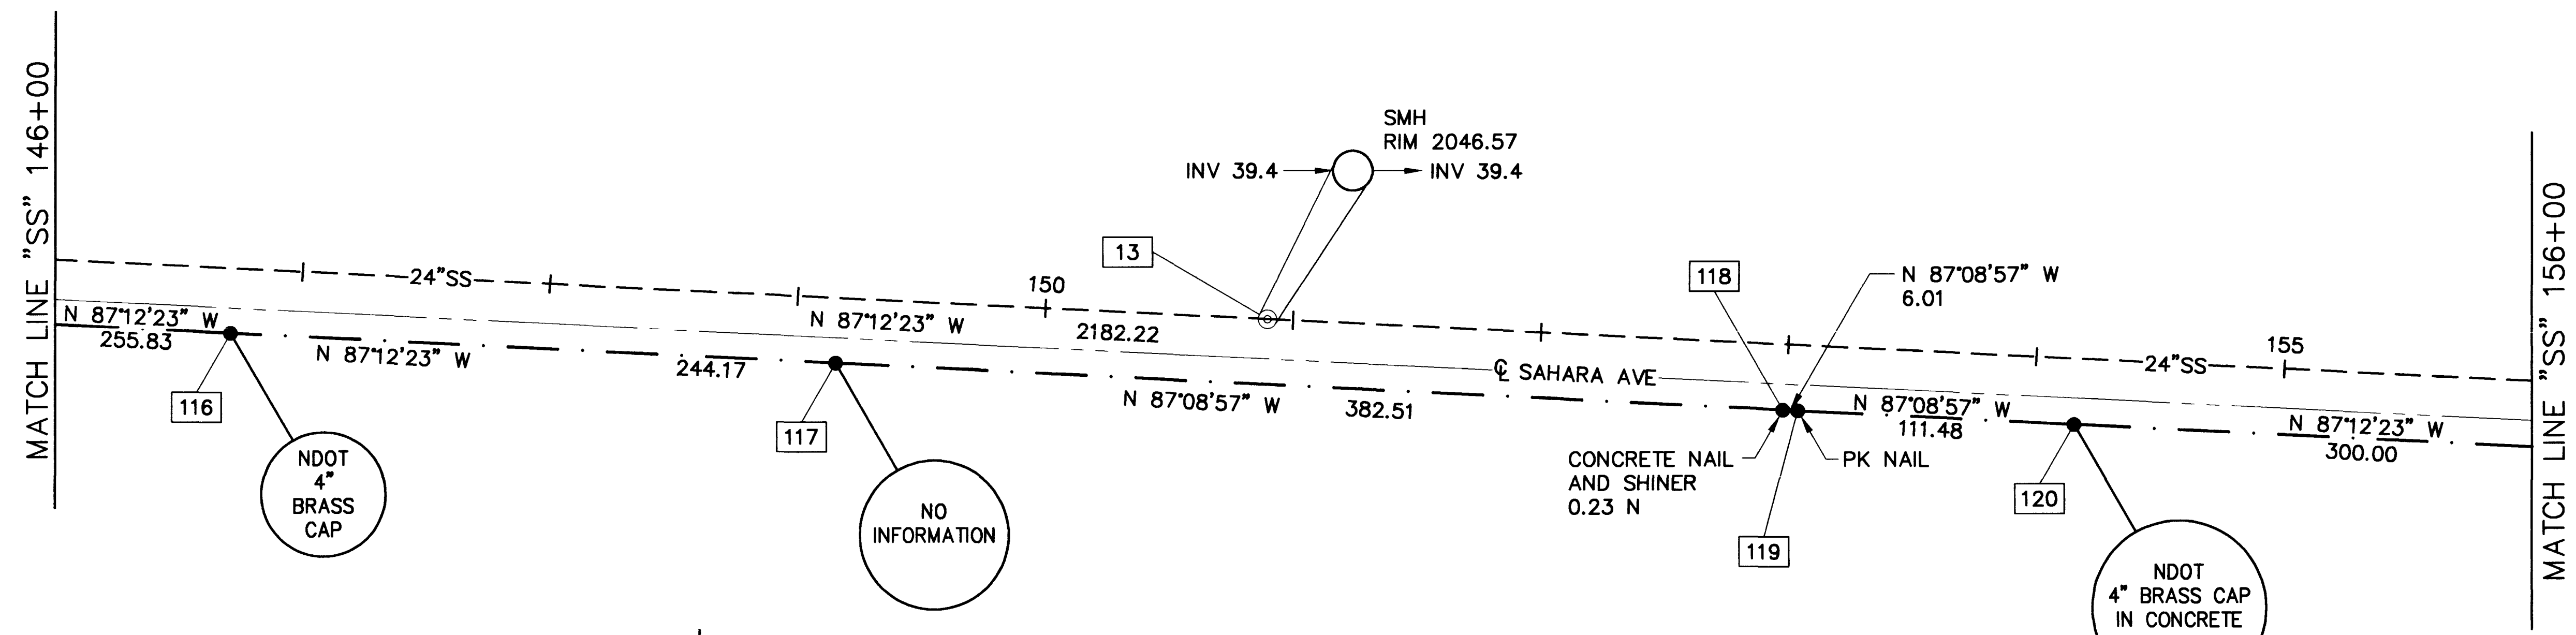 MATCH LINE "SS" 146+00
SMH
RIM 2046.57
INV 39.4
INV 39.4
13
24"SS
150
118
N 87°08'57" W
6.01
155
24"SS
N 87°12'23" W
255.83
N 87°12'23" W
244.17
N 87°12'23" W
2182.22
℄ SAHARA AVE
N 87°08'57" W
382.51
N 87°08'57" W
111.48
N 87°12'23" W
300.00
116
117
CONCRETE NAIL
AND SHINER
0.23 N
PK NAIL
119
120
NDOT
4"
BRASS
CAP
NO
INFORMATION
NDOT
4" BRASS CAP
IN CONCRETE
MATCH LINE "SS" 156+00